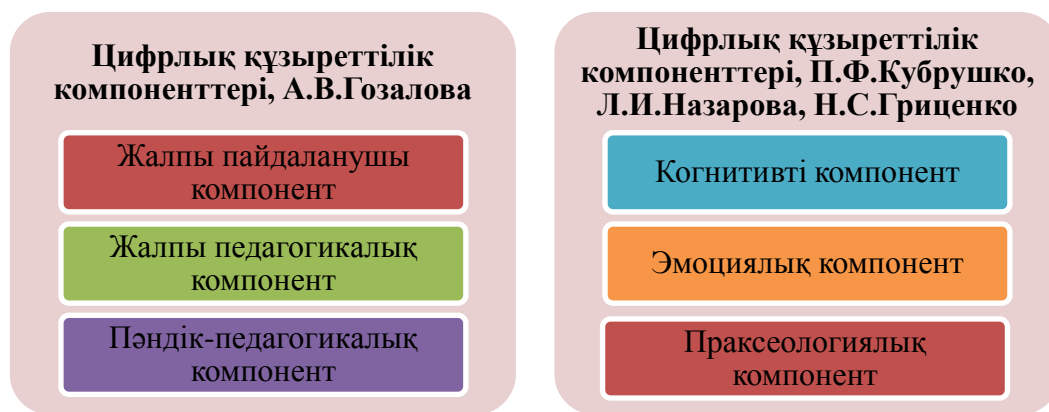 Цифрлық құзыреттілік
компоненттері, А.В.Гозалова
Жалпы пайдаланушы
компонент
Жалпы педагогикалық
компонент
Пәндік-педагогикалық
компонент
Цифрлық құзыреттілік
компоненттері, П.Ф.Кубрушко,
Л.И.Назарова, Н.С.Гриценко
Когнитивті компонент
Эмоциялық компонент
Праксеологиялық
компонент